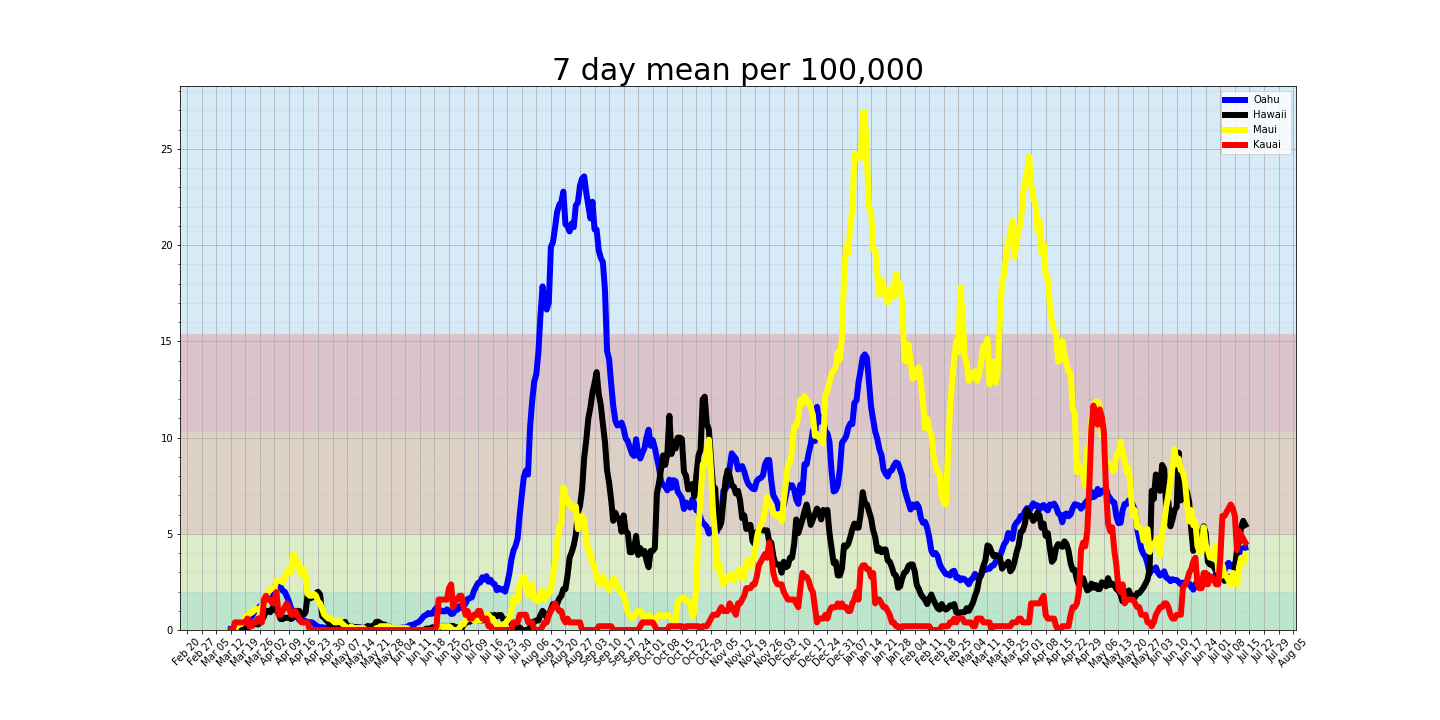 7 day mean per 100,000
Oahu
Hawaii
Maui
Kauai
25
20
15
10
5
0
Feb 20
Feb 27
Mar 05
Mar 12
Mar 19
Mar 26
Apr 02
Apr 09
Apr 16
Apr 23
Apr 30
May 07
May 14
May 21
May 28
Jun 04
Jun 11
Jun 18
Jun 25
Jul 02
Jul 09
Jul 16
Jul 23
Jul 30
Aug 06
Aug 13
Aug 20
Aug 27
Sep 03
Sep 10
Sep 17
Sep 24
Oct 01
Oct 08
Oct 15
Oct 22
Oct 29
Nov 05
Nov 12
Nov 19
Nov 26
Dec 03
Dec 10
Dec 17
Dec 24
Dec 31
Jan 07
Jan 14
Jan 21
Jan 28
Feb 04
Feb 11
Feb 18
Feb 25
Mar 04
Mar 11
Mar 18
Mar 25
Apr 01
Apr 08
Apr 15
Apr 22
Apr 29
May 06
May 13
May 20
May 27
Jun 03
Jun 10
Jun 17
Jun 24
Jul 01
Jul 08
Jul 15
Jul 22
Jul 29
Aug 05